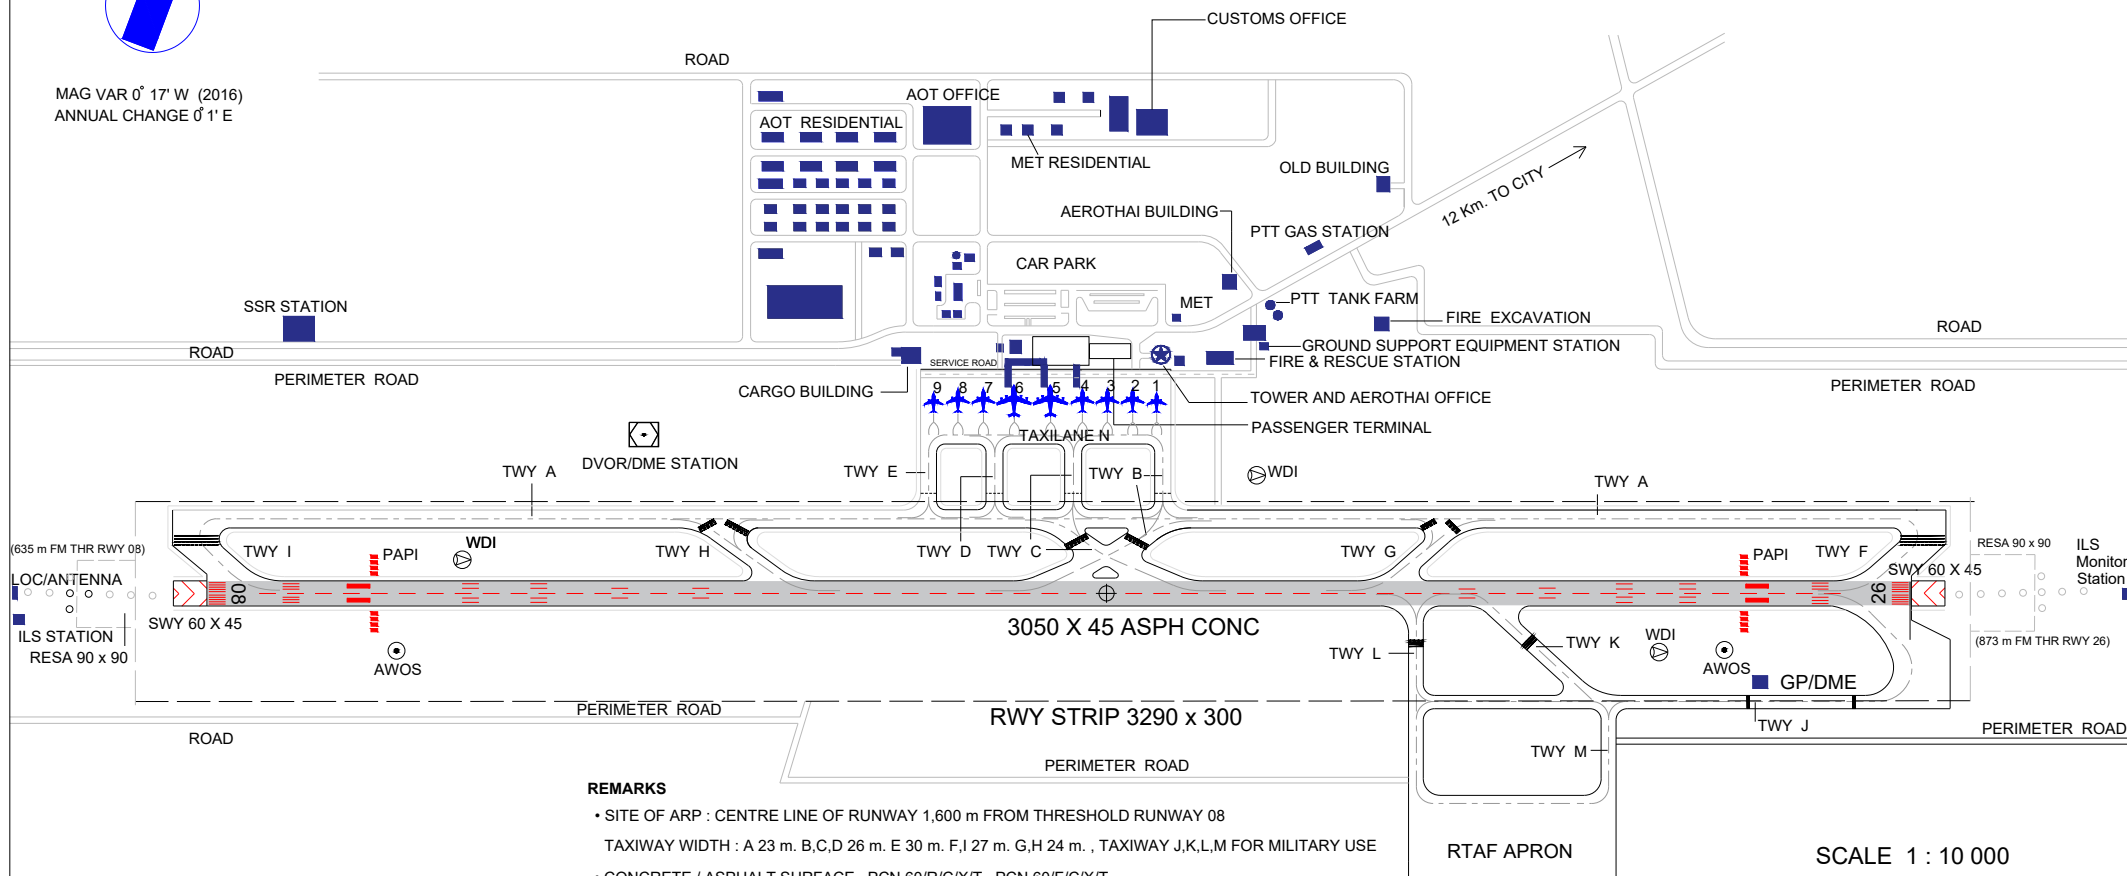 CUSTOMS OFFICE
ROAD
MAG VAR 0° 17' W (2016)
ANNUAL CHANGE 0° 1' E
AOT OFFICE
AOT RESIDENTIAL
MET RESIDENTIAL
OLD BUILDING
12 Km. TO CITY
AEROTHAI BUILDING
PTT GAS STATION
CAR PARK
SSR STATION
MET
PTT TANK FARM
FIRE EXCAVATION
ROAD
ROAD
GROUND SUPPORT EQUIPMENT STATION
SERVICE ROAD
FIRE & RESCUE STATION
PERIMETER ROAD
PERIMETER ROAD
CARGO BUILDING
9 8 7 6 5 4 3 2 1
TOWER AND AEROTHAI OFFICE
PASSENGER TERMINAL
TAXILANE N
DVOR/DME STATION
TWY A
TWY E
TWY B
WDI
TWY A
(635 m FM THR RWY 08)
TWY I
PAPI
WDI
TWY H
TWY D
TWY C
TWY G
PAPI
TWY F
RESA 90 x 90
ILS
Monitor
Station
LOC/ANTENNA
SWY 60 X 45
08
26
SWY 60 X 45
ILS STATION
RESA 90 x 90
AWOS
3050 X 45 ASPH CONC
TWY L
TWY K
WDI
AWOS
(873 m FM THR RWY 26)
GP/DME
PERIMETER ROAD
RWY STRIP 3290 x 300
TWY J
PERIMETER ROAD
ROAD
TWY M
PERIMETER ROAD
REMARKS
• SITE OF ARP : CENTRE LINE OF RUNWAY 1,600 m FROM THRESHOLD RUNWAY 08
TAXIWAY WIDTH : A 23 m. B,C,D 26 m. E 30 m. F,I 27 m. G,H 24 m. , TAXIWAY J,K,L,M FOR MILITARY USE
RTAF APRON
SCALE 1 : 10 000